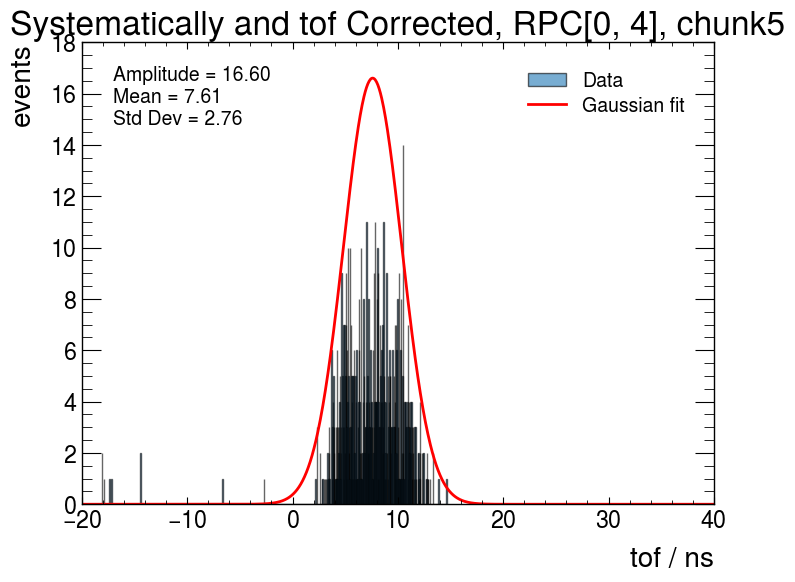 Systematically and tof Corrected, RPC[0, 4], chunk5
events
18
16
14
12
10
8
6
4
2
0
Amplitude = 16.60
Mean = 7.61
Std Dev = 2.76
Data
Gaussian fit
−20
−10
0
10
20
30
40
tof / ns